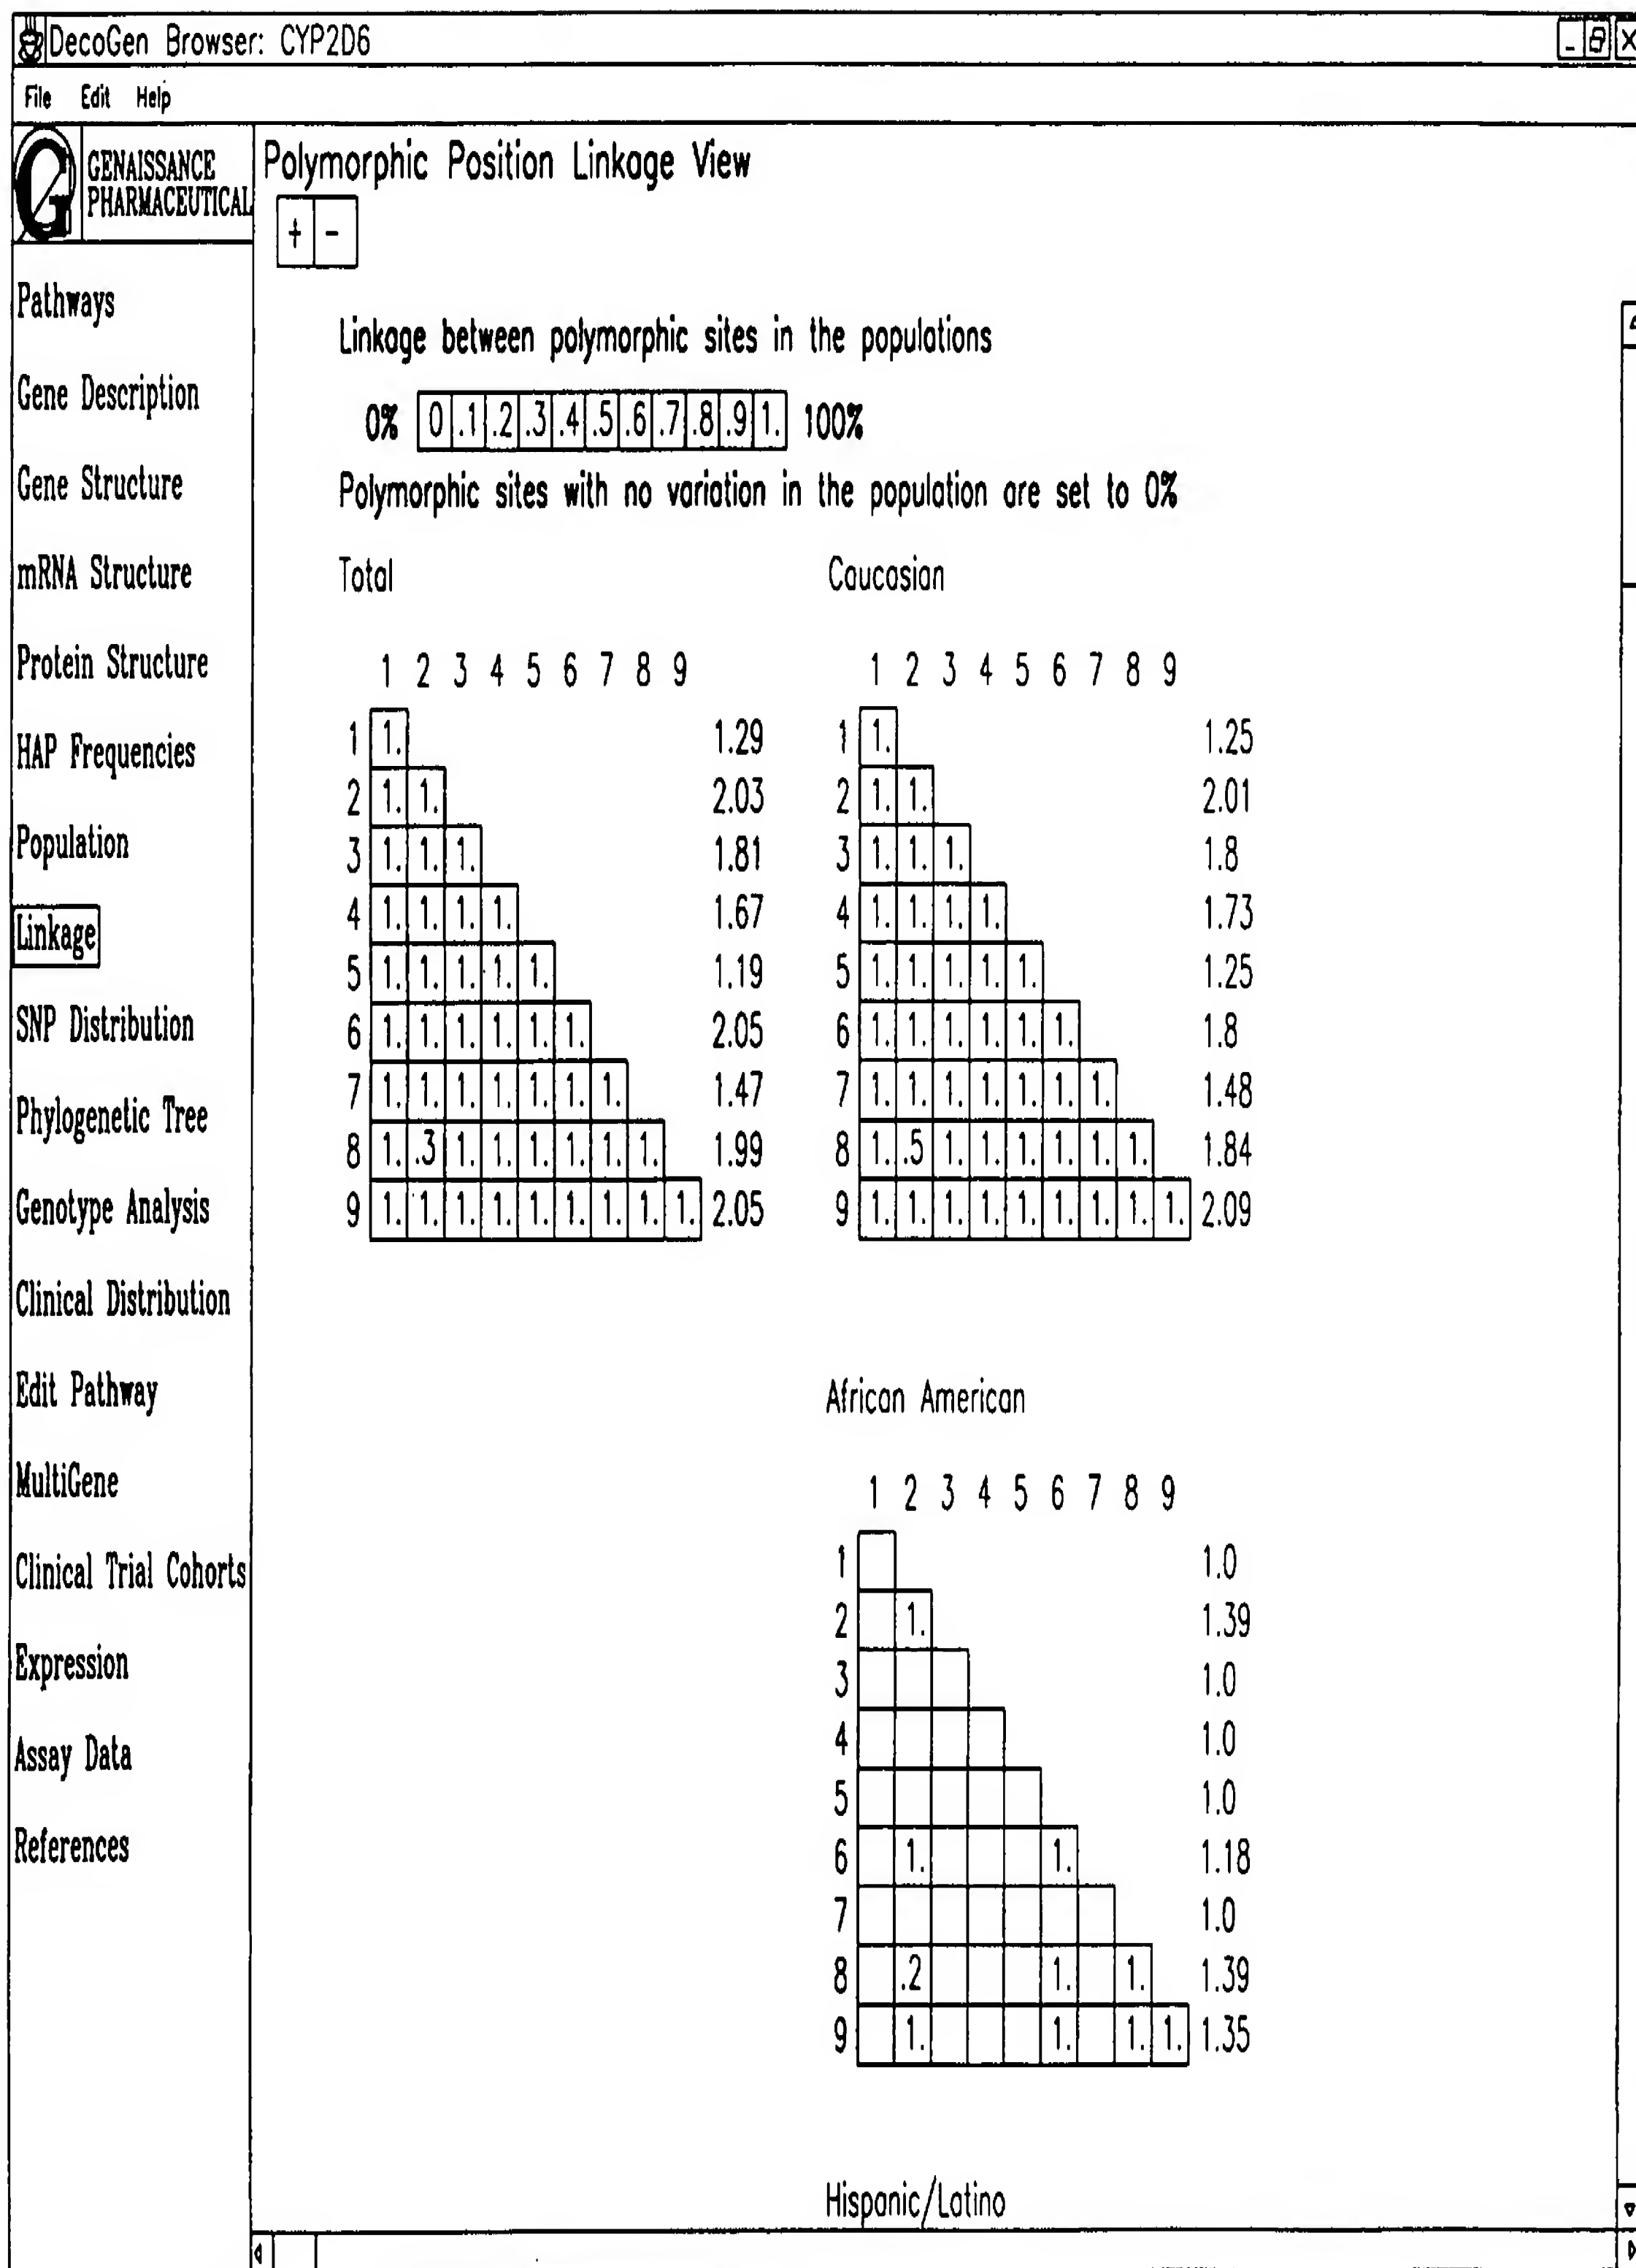 DecoGen Browser: CYP2D6
File Edit Help
GENAISSANCE
PHARMACEUTICAL
Polymorphic Position Linkage View
+ -
Pathways
Gene Description
Gene Structure
mRNA Structure
Protein Structure
HAP Frequencies
Population
Linkage
SNP Distribution
Phylogenetic Tree
Genotype Analysis
Clinical Distribution
Edit Pathway
MultiGene
Clinical Trial Cohorts
Expression
Assay Data
References
Linkage between polymorphic sites in the populations
0% 0 .1 .2 .3 .4 .5 .6 .7 .8 .9 1. 100%
Polymorphic sites with no variation in the population are set to 0%
Total
1 2 3 4 5 6 7 8 9
1 1. 1.29
2 1. 1. 2.03
3 1. 1. 1. 1.81
4 1. 1. 1. 1. 1.67
5 1. 1. 1. 1. 1. 1.19
6 1. 1. 1. 1. 1. 1. 2.05
7 1. 1. 1. 1. 1. 1. 1. 1.47
8 1. .3 1. 1. 1. 1. 1. 1. 1.99
9 1. 1. 1. 1. 1. 1. 1. 1. 1. 2.05
Caucasian
1 2 3 4 5 6 7 8 9
1 1. 1.25
2 1. 1. 2.01
3 1. 1. 1. 1.8
4 1. 1. 1. 1. 1.73
5 1. 1. 1. 1. 1. 1.25
6 1. 1. 1. 1. 1. 1. 1.8
7 1. 1. 1. 1. 1. 1. 1. 1.48
8 1. .5 1. 1. 1. 1. 1. 1. 1.84
9 1. 1. 1. 1. 1. 1. 1. 1. 1. 2.09
African American
1 2 3 4 5 6 7 8 9
1 1.0
2 1. 1.39
3 1.0
4 1.0
5 1.0
6 1. 1. 1.18
7 1.0
8 .2 1. 1. 1.39
9 1. 1. 1. 1. 1.35
Hispanic/Latino